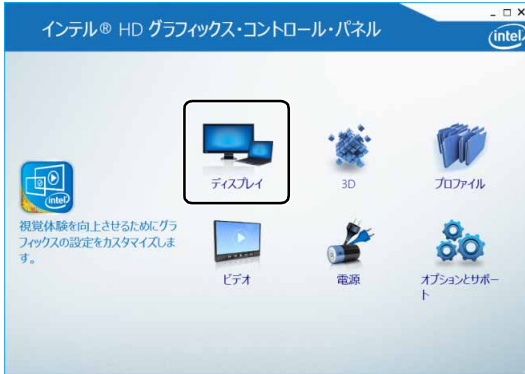 インテル® HD グラフィックス・コントロール・パネル
intel
ディスプレイ
3D
プロファイル
intel
視覚体験を向上させるためにグラ
フィックスの設定をカスタマイズしま
す。
ビデオ
電源
オプションとサポー
ト